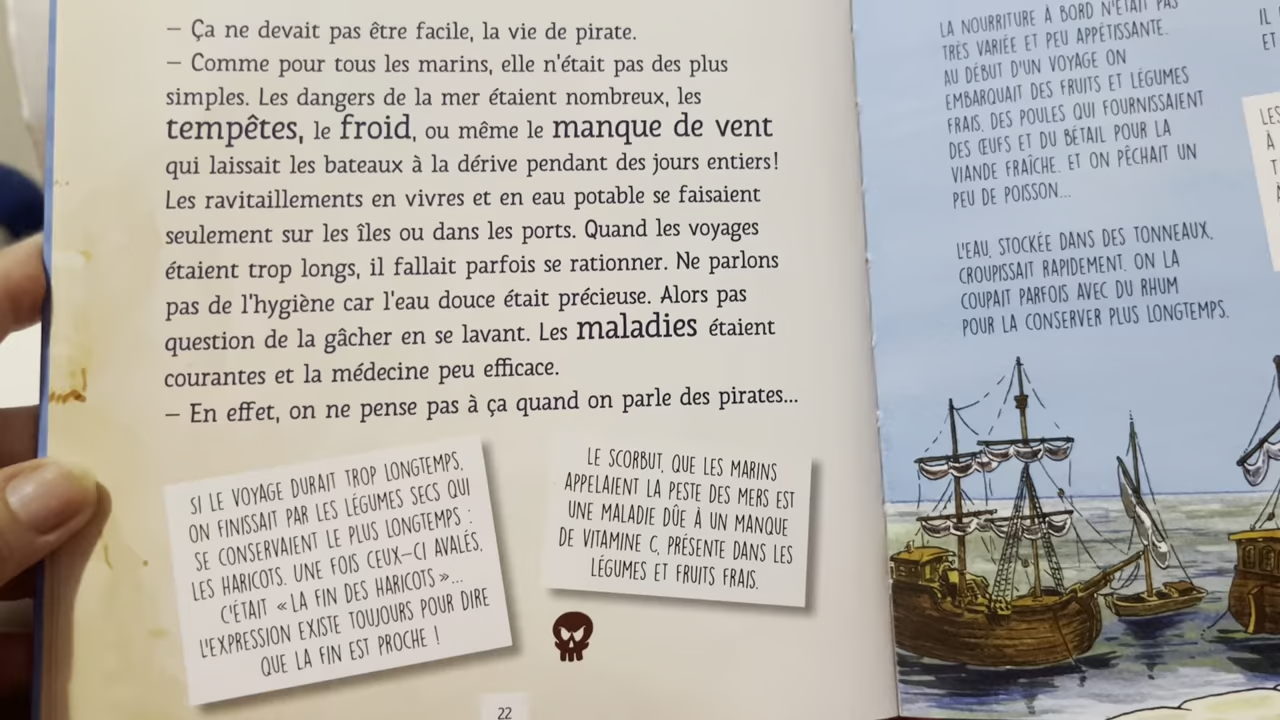 – Ça ne devait pas être facile, la vie de pirate.
– Comme pour tous les marins, elle n'était pas des plus
simples. Les dangers de la mer étaient nombreux, les
tempêtes, le froid, ou même le manque de vent
qui laissait les bateaux à la dérive pendant des jours entiers!
Les ravitaillements en vivres et en eau potable se faisaient
seulement sur les îles ou dans les ports. Quand les voyages
étaient trop longs, il fallait parfois se rationner. Ne parlons
pas de l'hygiène car l'eau douce était précieuse. Alors pas
question de la gâcher en se lavant. Les maladies étaient
courantes et la médecine peu efficace.
– En effet, on ne pense pas à ça quand on parle des pirates...
SI LE VOYAGE DURAIT TROP LONGTEMPS,
ON FINISSAIT PAR LES LÉGUMES SECS QUI
SE CONSERVAIENT LE PLUS LONGTEMPS :
LES HARICOTS. UNE FOIS CEUX-CI AVALÉS,
C'ÉTAIT « LA FIN DES HARICOTS »...
L'EXPRESSION EXISTE TOUJOURS POUR DIRE
QUE LA FIN EST PROCHE !
LE SCORBUT, QUE LES MARINS
APPELAIENT LA PESTE DES MERS EST
UNE MALADIE DÛE À UN MANQUE
DE VITAMINE C, PRÉSENTE DANS LES
LÉGUMES ET FRUITS FRAIS.
22
LA NOURRITURE À BORD N'ÉTAIT PAS
TRÈS VARIÉE ET PEU APPÉTISSANTE.
AU DÉBUT D'UN VOYAGE ON
EMBARQUAIT DES FRUITS ET LÉGUMES
FRAIS, DES POULES QUI FOURNISSAIENT
DES ŒUFS ET DU BÉTAIL POUR LA
VIANDE FRAÎCHE. ET ON PÊCHAIT UN
PEU DE POISSON...
L'EAU, STOCKÉE DANS DES TONNEAUX,
CROUPISSAIT RAPIDEMENT. ON LA
COUPAIT PARFOIS AVEC DU RHUM
POUR LA CONSERVER PLUS LONGTEMPS.
IL
ET
LES
À